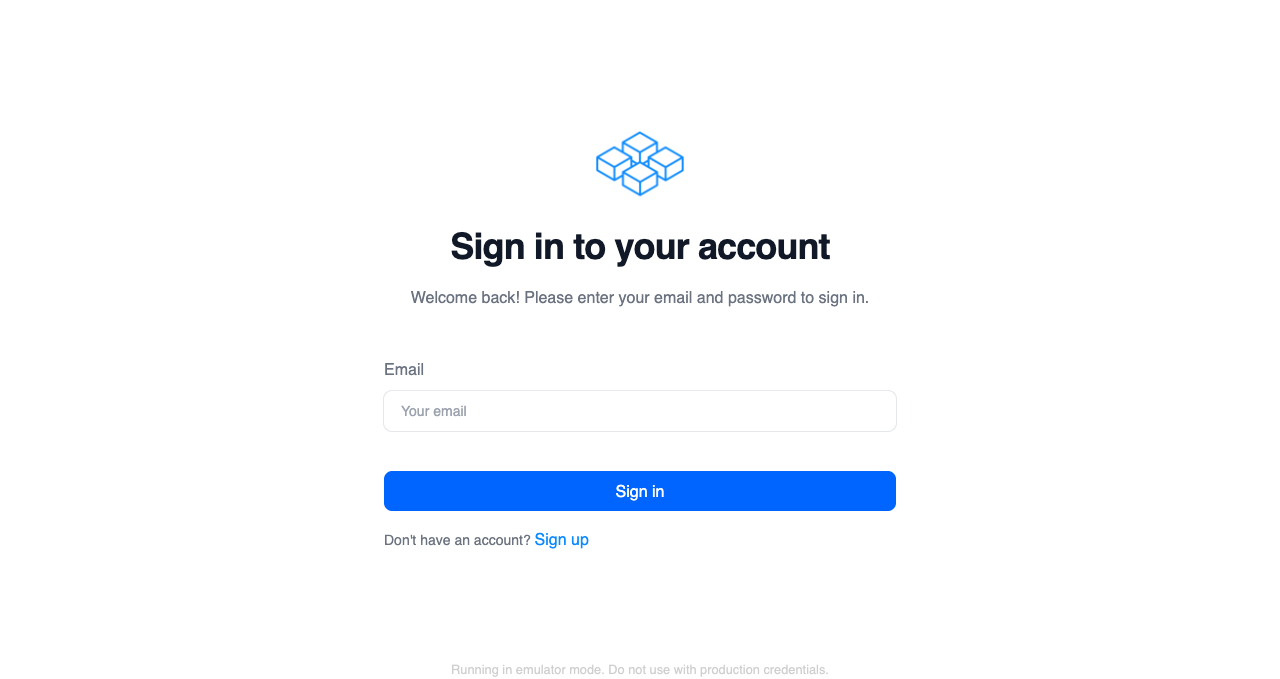 Sign in to your account
Welcome back! Please enter your email and password to sign in.
Email
Your email
Sign in
Don't have an account? Sign up
Running in emulator mode. Do not use with production credentials.